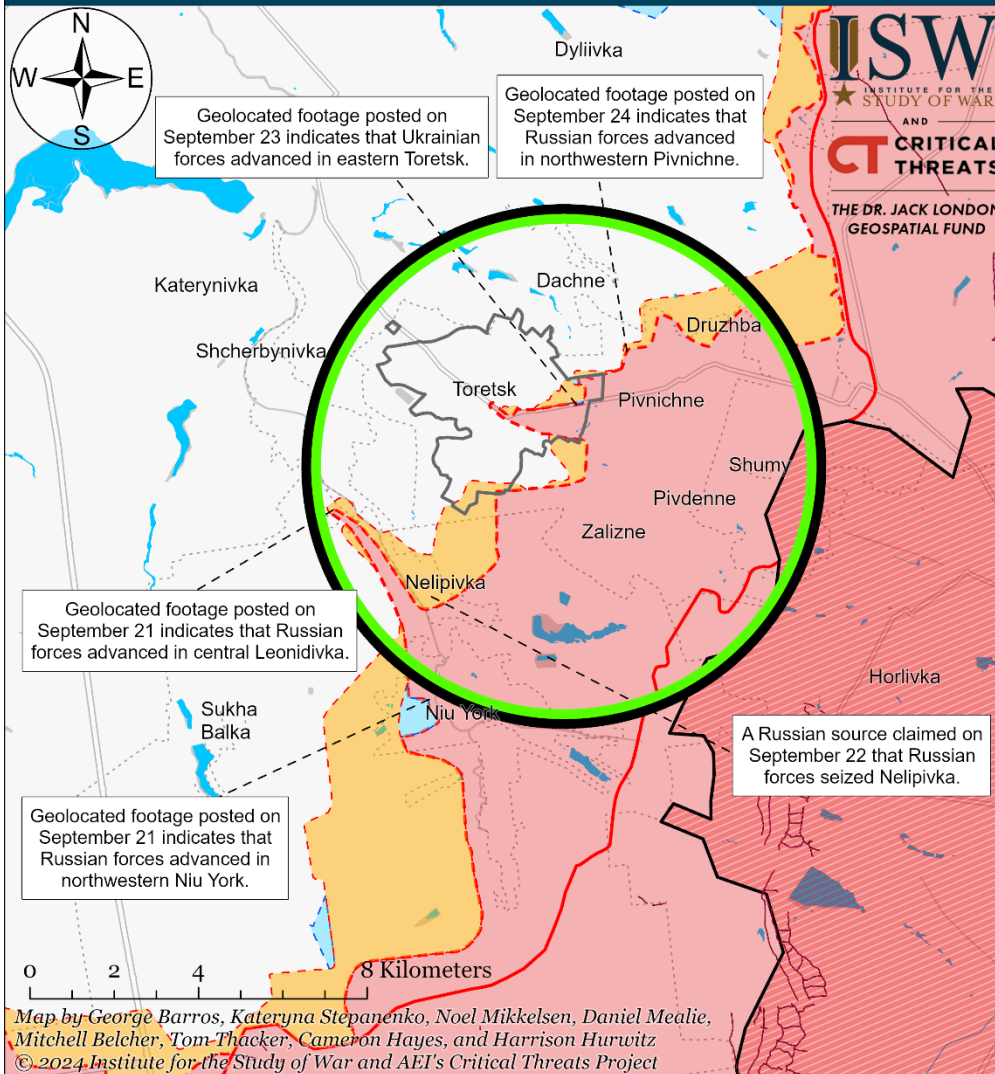 N
W
E
S
ISW
INSTITUTE FOR THE
STUDY OF WAR
AND
CT CRITICAL
THREATS
THE DR. JACK LONDON
GEOSPATIAL FUND
Dyliivka
Geolocated footage posted on
September 23 indicates that Ukrainian
forces advanced in eastern Toretsk.
Geolocated footage posted on
September 24 indicates that
Russian forces advanced
in northwestern Pivnichne.
Katerynivka
Dachne
Shcherbynivka
Druzhba
Toretsk
Pivnichne
Shumy
Pivdenne
Zalizne
Nelipivka
Geolocated footage posted on
September 21 indicates that Russian
forces advanced in central Leonidivka.
Horlivka
Sukha
Balka
Niu York
A Russian source claimed on
September 22 that Russian
forces seized Nelipivka.
Geolocated footage posted on
September 21 indicates that
Russian forces advanced in
northwestern Niu York.
0 2 4 8 Kilometers
Map by George Barros, Kateryna Stepanenko, Noel Mikkelsen, Daniel Mealie,
Mitchell Belcher, Tom Thacker, Cameron Hayes, and Harrison Hurwitz
© 2024 Institute for the Study of War and AEI's Critical Threats Project